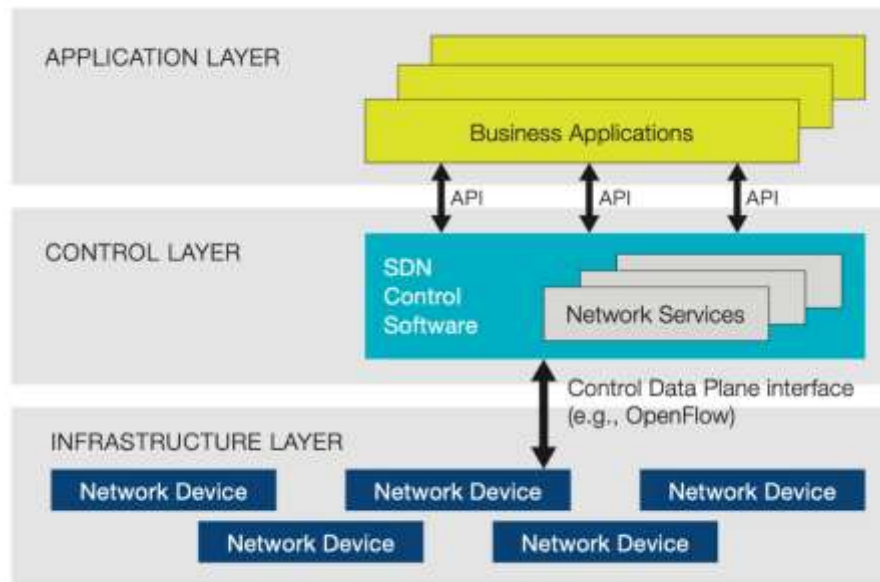 APPLICATION LAYER
Business Applications
API
API
API
CONTROL LAYER
SDN
Control
Software
Network Services
Control Data Plane interface
(e.g., OpenFlow)
INFRASTRUCTURE LAYER
Network Device
Network Device
Network Device
Network Device
Network Device